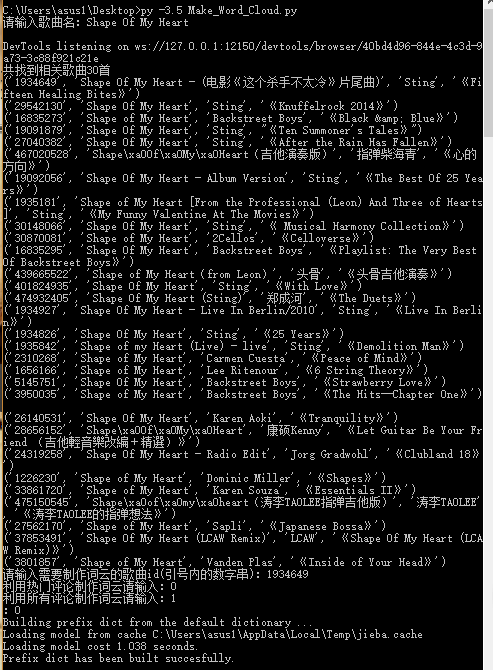 C:\Users\asus1\Desktop>py -3.5 Make_Word_Cloud.py
请输入歌曲名: Shape Of My Heart
DevTools listening on ws://127.0.0.1:12150/devtools/browser/40bd4d96-844e-4c3d-9
a73-3c88f921c21e
共找到相关歌曲30首
('1934649', 'Shape Of My Heart - (电影《这个杀手不太冷》片尾曲)', 'Sting', '《Fi
fteen Healing Bites》')
('29542130', 'Shape Of My Heart', 'Sting', '《Knuffelrock 2014》')
('16835273', 'Shape Of My Heart', 'Backstreet Boys', '《Black &amp; Blue》')
('19091879', 'Shape Of My Heart', 'Sting', "《Ten Summoner's Tales》")
('27040382', 'Shape Of My Heart', 'Sting', '《After the Rain Has Fallen》')
('467020528', 'Shape\xa0Of\xa0My\xa0Heart（吉他演奏版）', '指弹柴海青', '《心的
方向》')
('19092056', 'Shape Of My Heart - Album Version', 'Sting', '《The Best Of 25 Yea
rs》')
('1935181', 'Shape Of My Heart [From the Professional (Leon) And Three of Hearts
]', 'Sting', '《My Funny Valentine At The Movies》')
('30148066', 'Shape Of My Heart', 'Sting', '《 Musical Harmony Collection》')
('30870081', 'Shape of My Heart', '2Cellos', '《Celloverse》')
('16835295', 'Shape Of My Heart', 'Backstreet Boys', '《Playlist: The Very Best
Of Backstreet Boys》')
('439665522', 'Shape of My Heart (from Leon)', '头骨', '《头骨吉他演奏》')
('401824935', 'Shape Of My Heart', 'Sting', '《With Love》')
('474932405', 'Shape Of My Heart (Sting)', '郑成河', '《The Duets》')
('1934927', 'Shape Of My Heart - Live In Berlin/2010', 'Sting', '《Live In Berli
n》')
('1934826', 'Shape Of My Heart', 'Sting', '《25 Years》')
('1935842', 'Shape of my Heart (Live) - live', 'Sting', '《Demolition Man》')
('2310268', 'Shape Of My Heart', 'Carmen Cuesta', '《Peace of Mind》')
('1656166', 'Shape Of My Heart', 'Lee Ritenour', '《6 String Theory》')
('5145751', 'Shape Of My Heart', 'Backstreet Boys', '《Strawberry Love》')
('3950035', 'Shape Of My Heart', 'Backstreet Boys', '《The Hits--Chapter One》')
('26140531', 'Shape Of My Heart', 'Karen Aoki', '《Tranquility》')
('28656152', 'Shape\xa0Of\xa0My\xa0Heart', '康硕Kenny', '《Let Guitar Be Your Fr
iend （吉他輕音樂改編＋精選）》')
('24319258', 'Shape Of My Heart - Radio Edit', 'Jorg Gradwohl', '《Clubland 18》'
)
('1226230', 'Shape Of My Heart', 'Dominic Miller', '《Shapes》')
('33861720', 'Shape Of My Heart', 'Karen Souza', '《Essentials II》')
('475150545', 'Shape\xa0of\xa0my\xa0heart（涛李TAOLEE指弹吉他版）', '涛李TAOLEE'
, '《涛李TAOLEE的指弹想法》')
('27562170', 'Shape Of My Heart', 'Sapli', '《Japanese Bossa》')
('37853491', 'Shape Of My Heart (LCAW Remix)', 'LCAW', '《Shape Of My Heart (LCA
W Remix)》')
('3801857', 'Shape of My Heart', 'Vanden Plas', '《Inside of Your Head》')
请输入需要制作词云的歌曲id(引号内的数字串): 1934649
利用热门评论制作词云请输入: 0
利用所有评论制作词云请输入: 1
: 0
Building prefix dict from the default dictionary ...
Loading model from cache C:\Users\asus1\AppData\Local\Temp\jieba.cache
Loading model cost 1.038 seconds.
Prefix dict has been built succesfully.